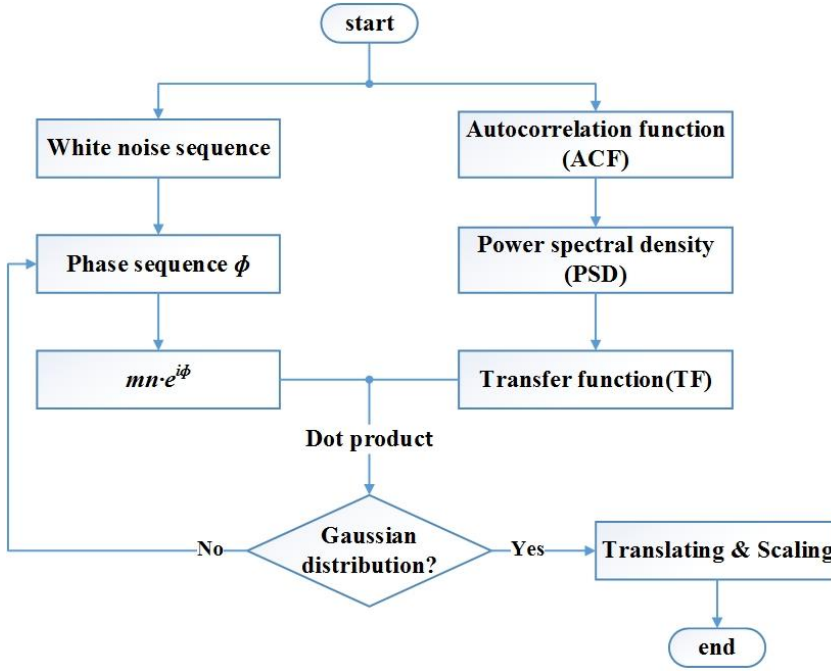 start
White noise sequence
Autocorrelation function
(ACF)
Phase sequence ϕ
Power spectral density
(PSD)
mn·e^{iϕ}
Transfer function(TF)
Dot product
Gaussian
distribution?
No
Yes
Translating & Scaling
end